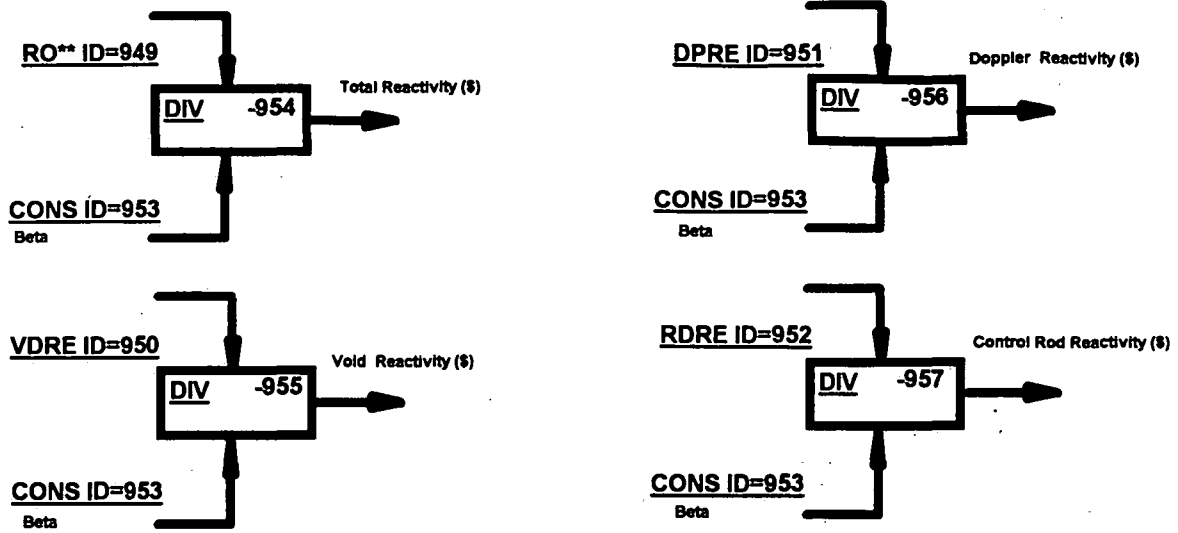 RO** ID=949
DIV -954
Total Reactivity ($)
CONS ID=953
Beta
DPRE ID=951
DIV -956
Doppler Reactivity ($)
CONS ID=953
Beta
VDRE ID=950
DIV -955
Void Reactivity ($)
CONS ID=953
Beta
RDRE ID=952
DIV -957
Control Rod Reactivity ($)
CONS ID=953
Beta